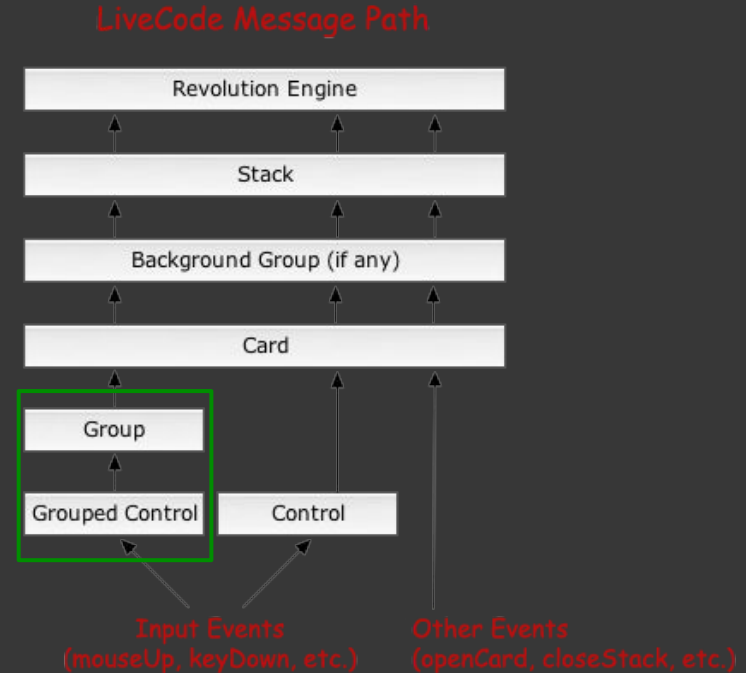 LiveCode Message Path
Revolution Engine
Stack
Background Group (if any)
Card
Group
Grouped Control
Control
Input Events
(mouseUp, keyDown, etc.)
Other Events
(openCard, closeStack, etc.)